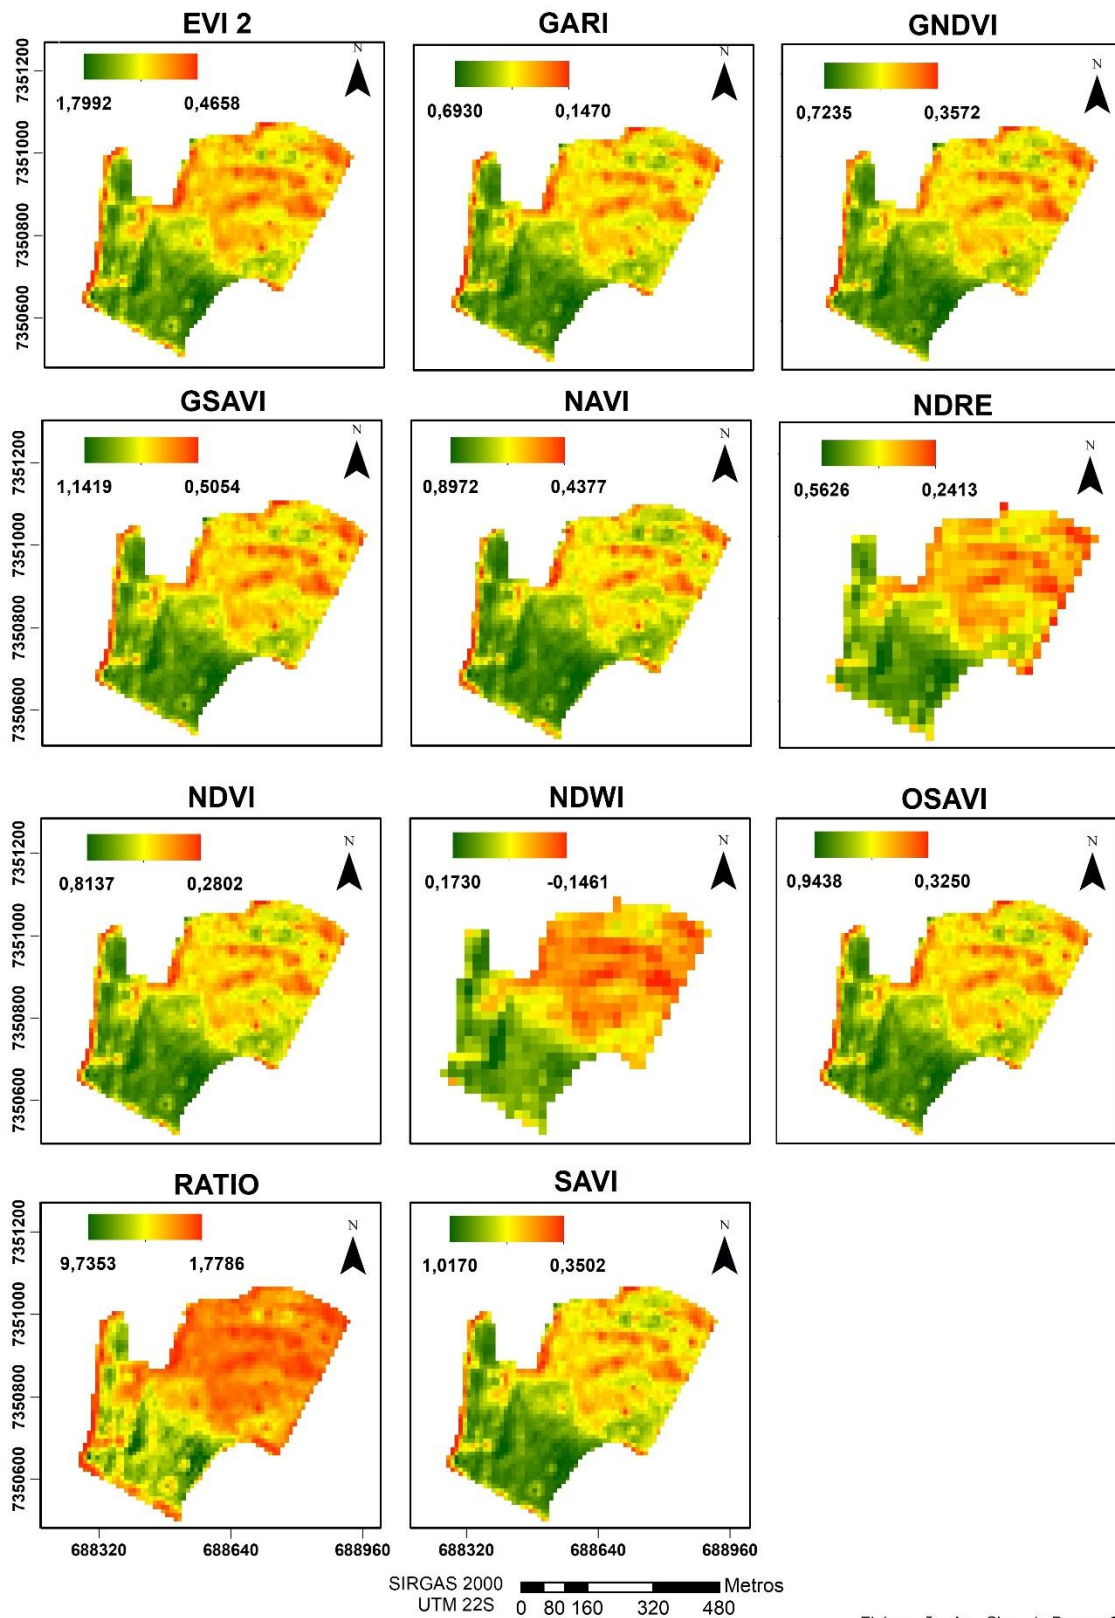 EVI 2 GARI GNDVI
N N N
7351200
1,7992 0,4658 0,6930 0,1470 0,7235 0,3572
7351000
7350800
7350600
GSAVI NAVI NDRE
N N N
7351200
1,1419 0,5054 0,8972 0,4377 0,5626 0,2413
7351000
7350800
7350600
NDVI NDWI OSAVI
N N N
7351200
0,8137 0,2802 0,1730 -0,1461 0,9438 0,3250
7351000
7350800
7350600
RATIO SAVI
N N
7351200
9,7353 1,7786 1,0170 0,3502
7351000
7350800
7350600
688320 688640 688960 688320 688640 688960
SIRGAS 2000 Metros
UTM 22S 0 80 160 320 480